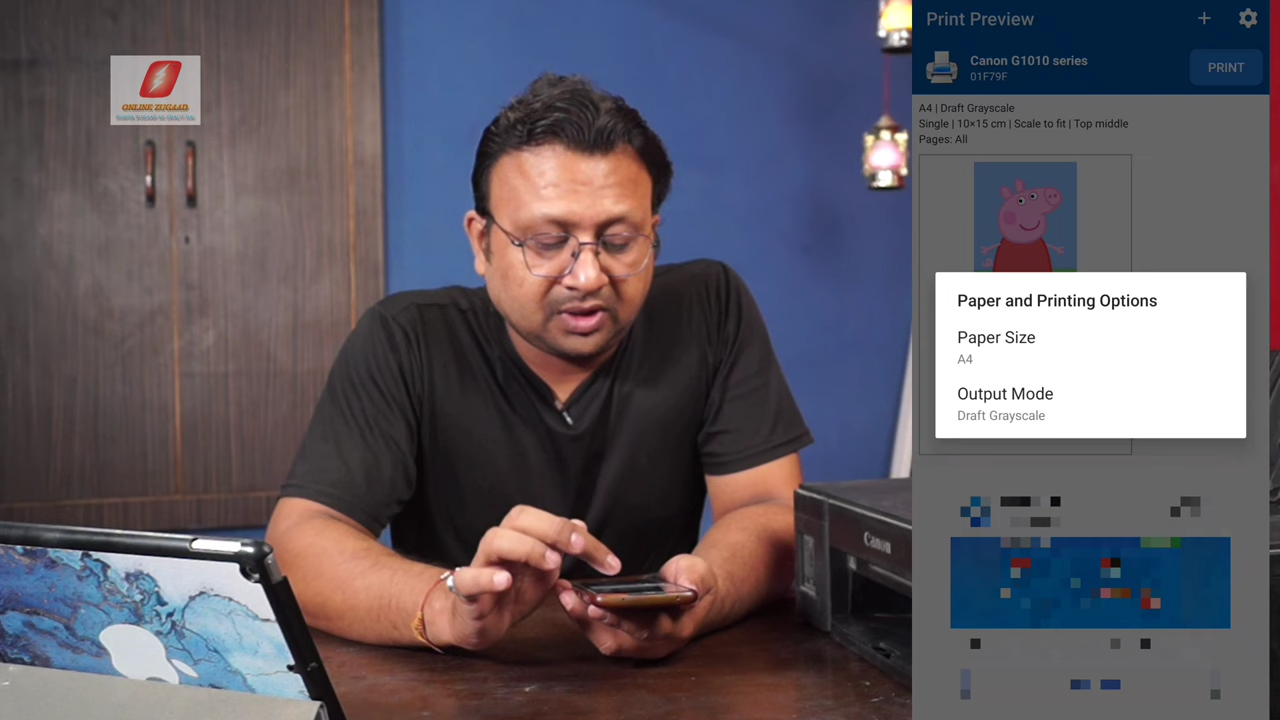 ONLINE ZUGAAD
Print Preview
Canon G1010 series
01F79F
PRINT
A4 | Draft Grayscale
Single | 10×15 cm | Scale to fit | Top middle
Pages: All
Paper and Printing Options
Paper Size
A4
Output Mode
Draft Grayscale
Canon